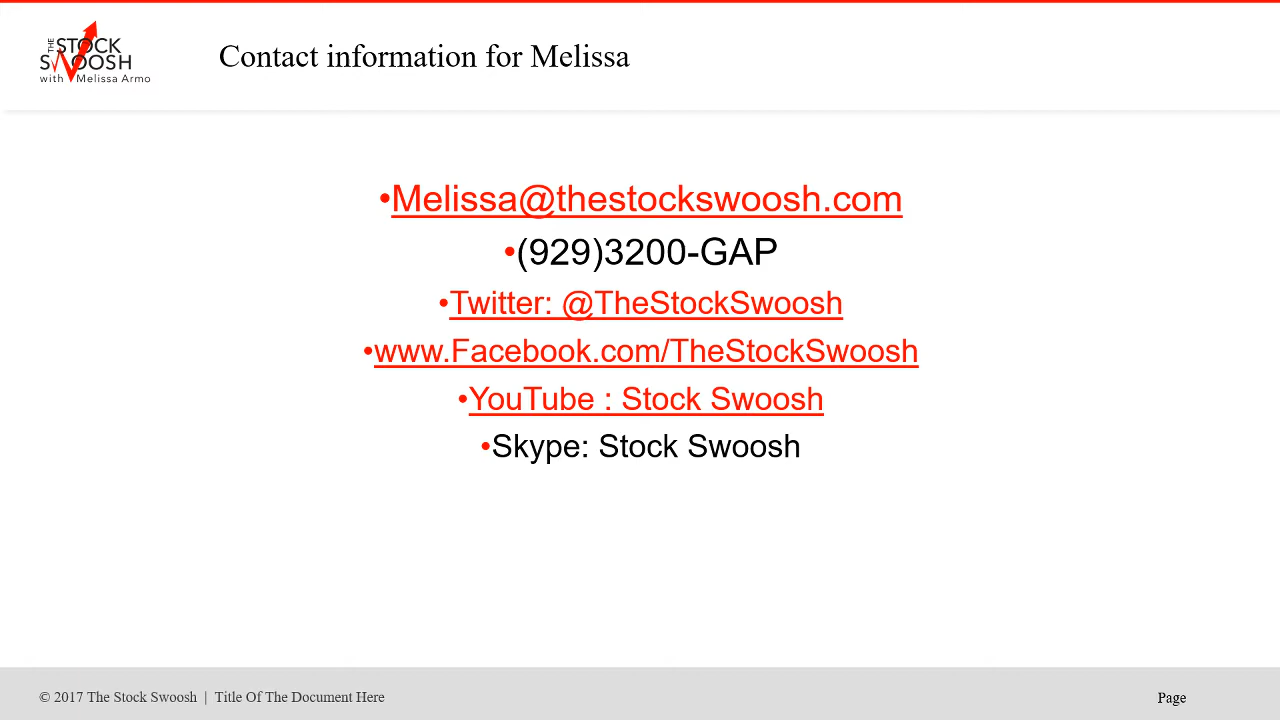 THE STOCK
SWOOSH
with Melissa Armo
Contact information for Melissa
•Melissa@thestockswoosh.com
•(929)3200-GAP
•Twitter: @TheStockSwoosh
•www.Facebook.com/TheStockSwoosh
•YouTube : Stock Swoosh
•Skype: Stock Swoosh
© 2017 The Stock Swoosh | Title Of The Document Here
Page